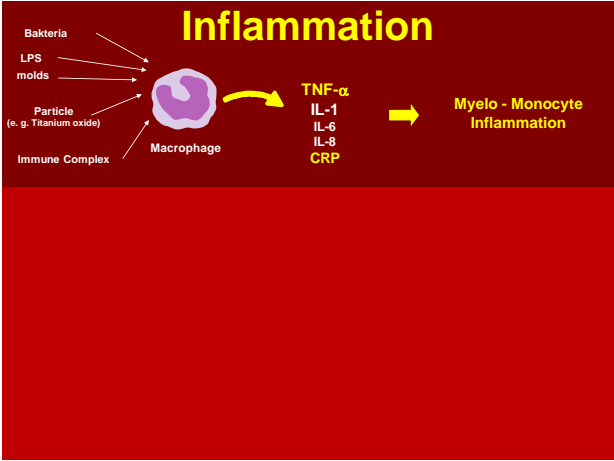 Inflammation
Bakteria
LPS
molds
Particle
(e. g. Titanium oxide)
Immune Complex
Macrophage
TNF-α
IL-1
IL-6
IL-8
CRP
Myelo - Monocyte
Inflammation